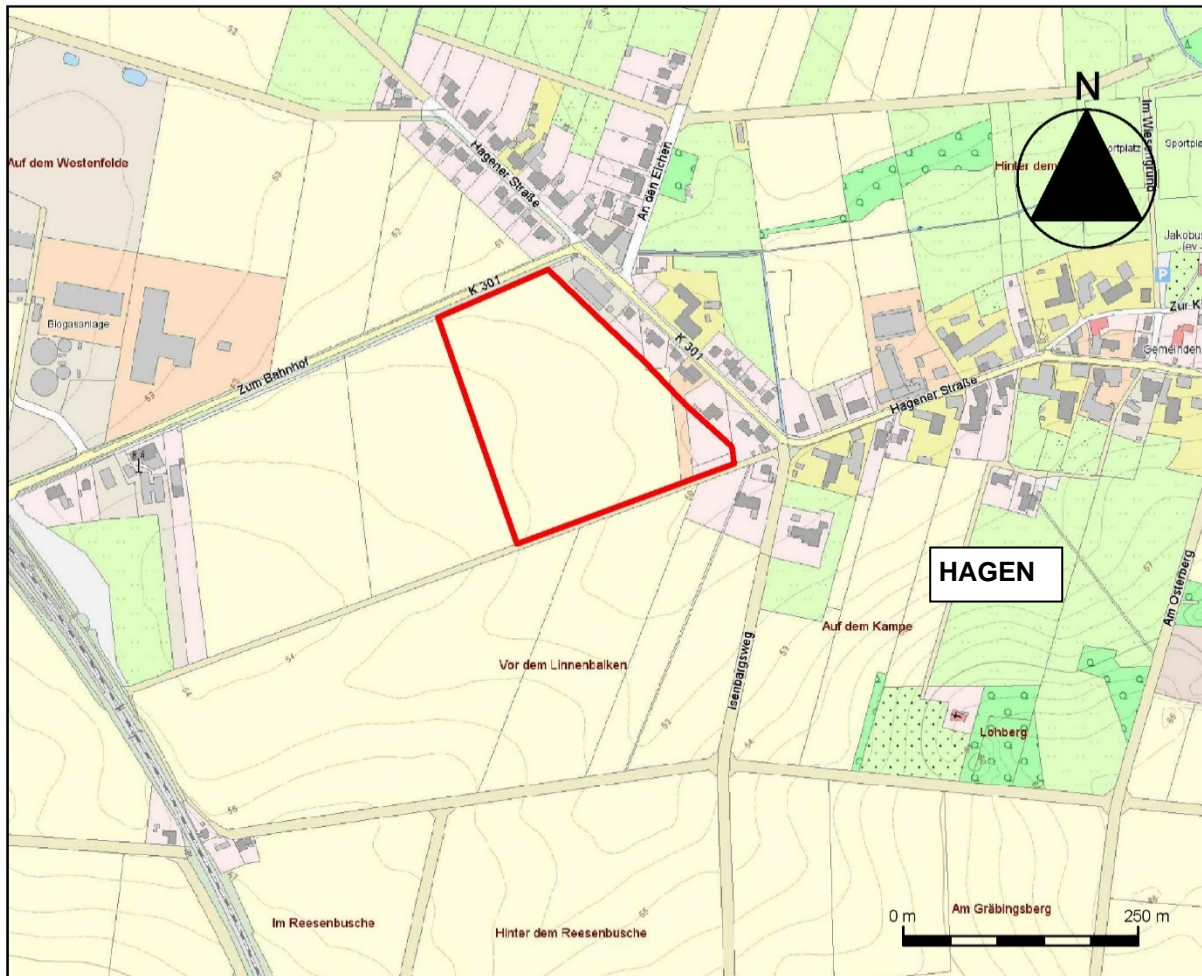 N
Auf dem Westenfelde
Hagener Straße
An den Eichen
Im Wiesengrund
Sportplatz
Hinter dem
Jakobus
P
Zur K
Gemeindeh
K 301
K 301
Biogasanlage
Zum Bahnhof
Hagener Straße
HAGEN
Am Osterberg
Auf dem Kampe
Vor dem Linnenbalken
Isenbargsweg
Lohberg
Im Reesenbusche
Hinter dem Reesenbusche
Am Gräbingsberg
0 m
250 m